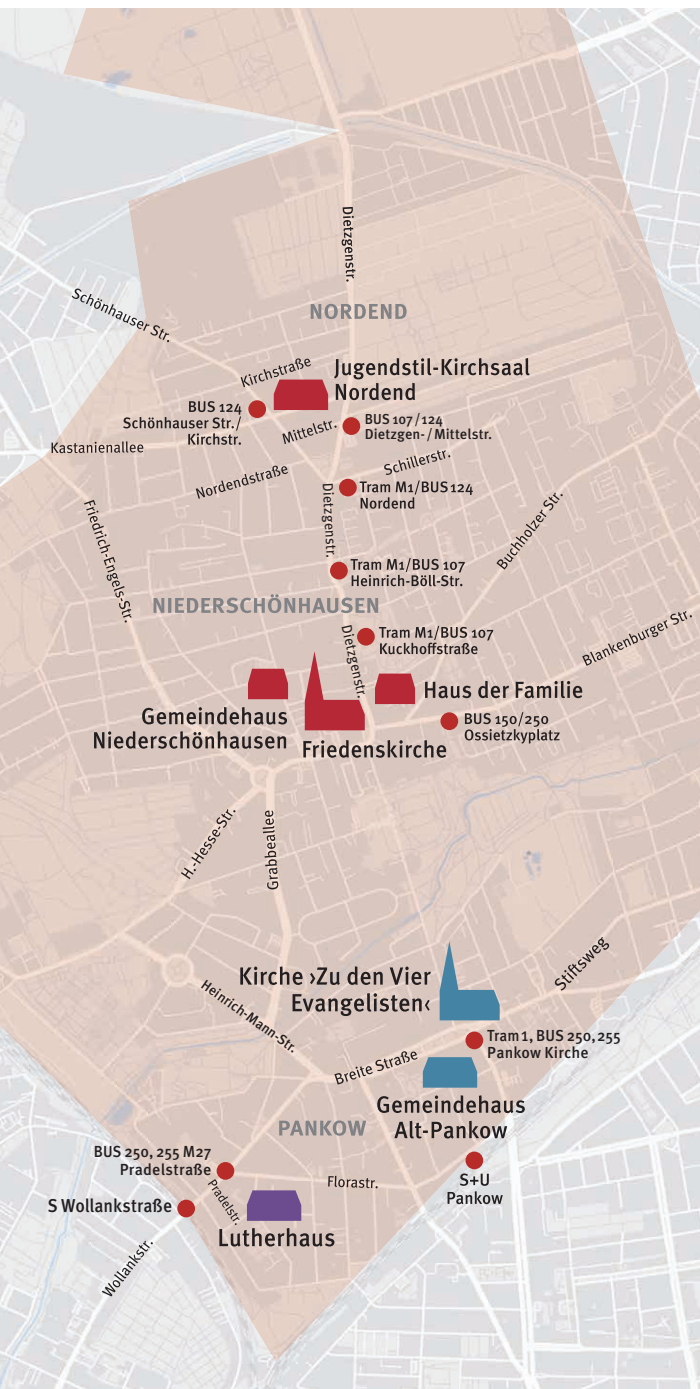 Dietzgenstr.
Schönhauser Str.
NORDEND
Kirchstraße
Jugendstil-Kirchsaal
Nordend
BUS 124
Schönhauser Str./
Kirchstr.
Mittelstr.
BUS 107/124
Dietzgen-/Mittelstr.
Kastanienallee
Nordendstraße
Schillerstr.
Tram M1/BUS 124
Nordend
Dietzgenstr.
Friedrich-Engels-Str.
Buchholzer Str.
Tram M1/BUS 107
Heinrich-Böll-Str.
NIEDERSCHÖNHAUSEN
Dietzgenstr.
Tram M1/BUS 107
Kuckhoffstraße
Blankenburger Str.
Haus der Familie
Gemeindehaus
Niederschönhausen
Friedenskirche
BUS 150/250
Ossietzkyplatz
H.-Hesse-Str.
Grabbeallee
Kirche ›Zu den Vier
Evangelisten‹
Stiftsweg
Heinrich-Mann-Str.
Tram 1, BUS 250, 255
Pankow Kirche
Breite Straße
Gemeindehaus
Alt-Pankow
PANKOW
BUS 250, 255 M27
Pradelstraße
S+U
Pankow
Florastr.
Pradelstr.
S Wollankstraße
Lutherhaus
Wollankstr.